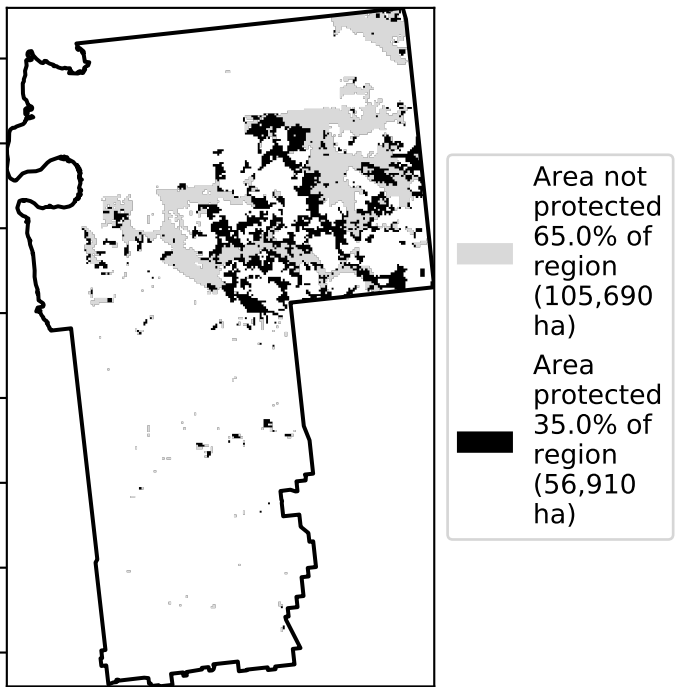 Area not
protected
65.0% of
region
(105,690
ha)
Area
protected
35.0% of
region
(56,910
ha)